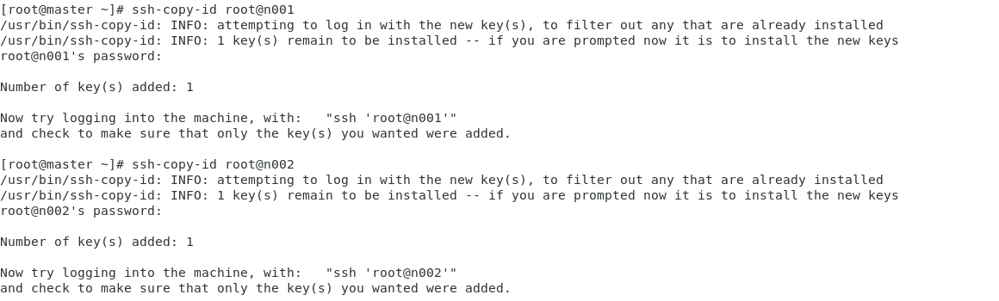 [root@master ~]# ssh-copy-id root@n001
/usr/bin/ssh-copy-id: INFO: attempting to log in with the new key(s), to filter out any that are already installed
/usr/bin/ssh-copy-id: INFO: 1 key(s) remain to be installed -- if you are prompted now it is to install the new keys
root@n001's password:
Number of key(s) added: 1
Now try logging into the machine, with:   "ssh 'root@n001'"
and check to make sure that only the key(s) you wanted were added.
[root@master ~]# ssh-copy-id root@n002
/usr/bin/ssh-copy-id: INFO: attempting to log in with the new key(s), to filter out any that are already installed
/usr/bin/ssh-copy-id: INFO: 1 key(s) remain to be installed -- if you are prompted now it is to install the new keys
root@n002's password:
Number of key(s) added: 1
Now try logging into the machine, with:   "ssh 'root@n002'"
and check to make sure that only the key(s) you wanted were added.